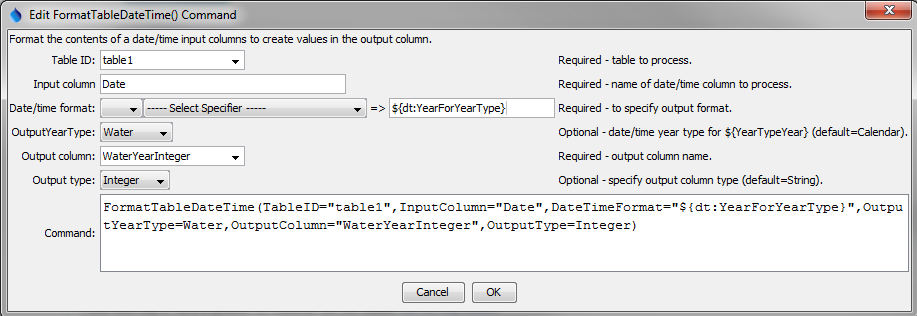 Edit FormatTableDateTime() Command
Format the contents of a date/time input columns to create values in the output column.
Table ID: table1 Required - table to process.
Input column Date Required - name of date/time column to process.
Date/time format: ----- Select Specifier ----- => ${dt:YearForYearType} Required - to specify output format.
OutputYearType: Water Optional - date/time year type for ${YearTypeYear} (default=Calendar).
Output column: WaterYearInteger Required - output column name.
Output type: Integer Optional - specify output column type (default=String).
Command: FormatTableDateTime(TableID="table1",InputColumn="Date",DateTimeFormat="${dt:YearForYearType}",Outpu
tYearType=Water,OutputColumn="WaterYearInteger",OutputType=Integer)
Cancel OK